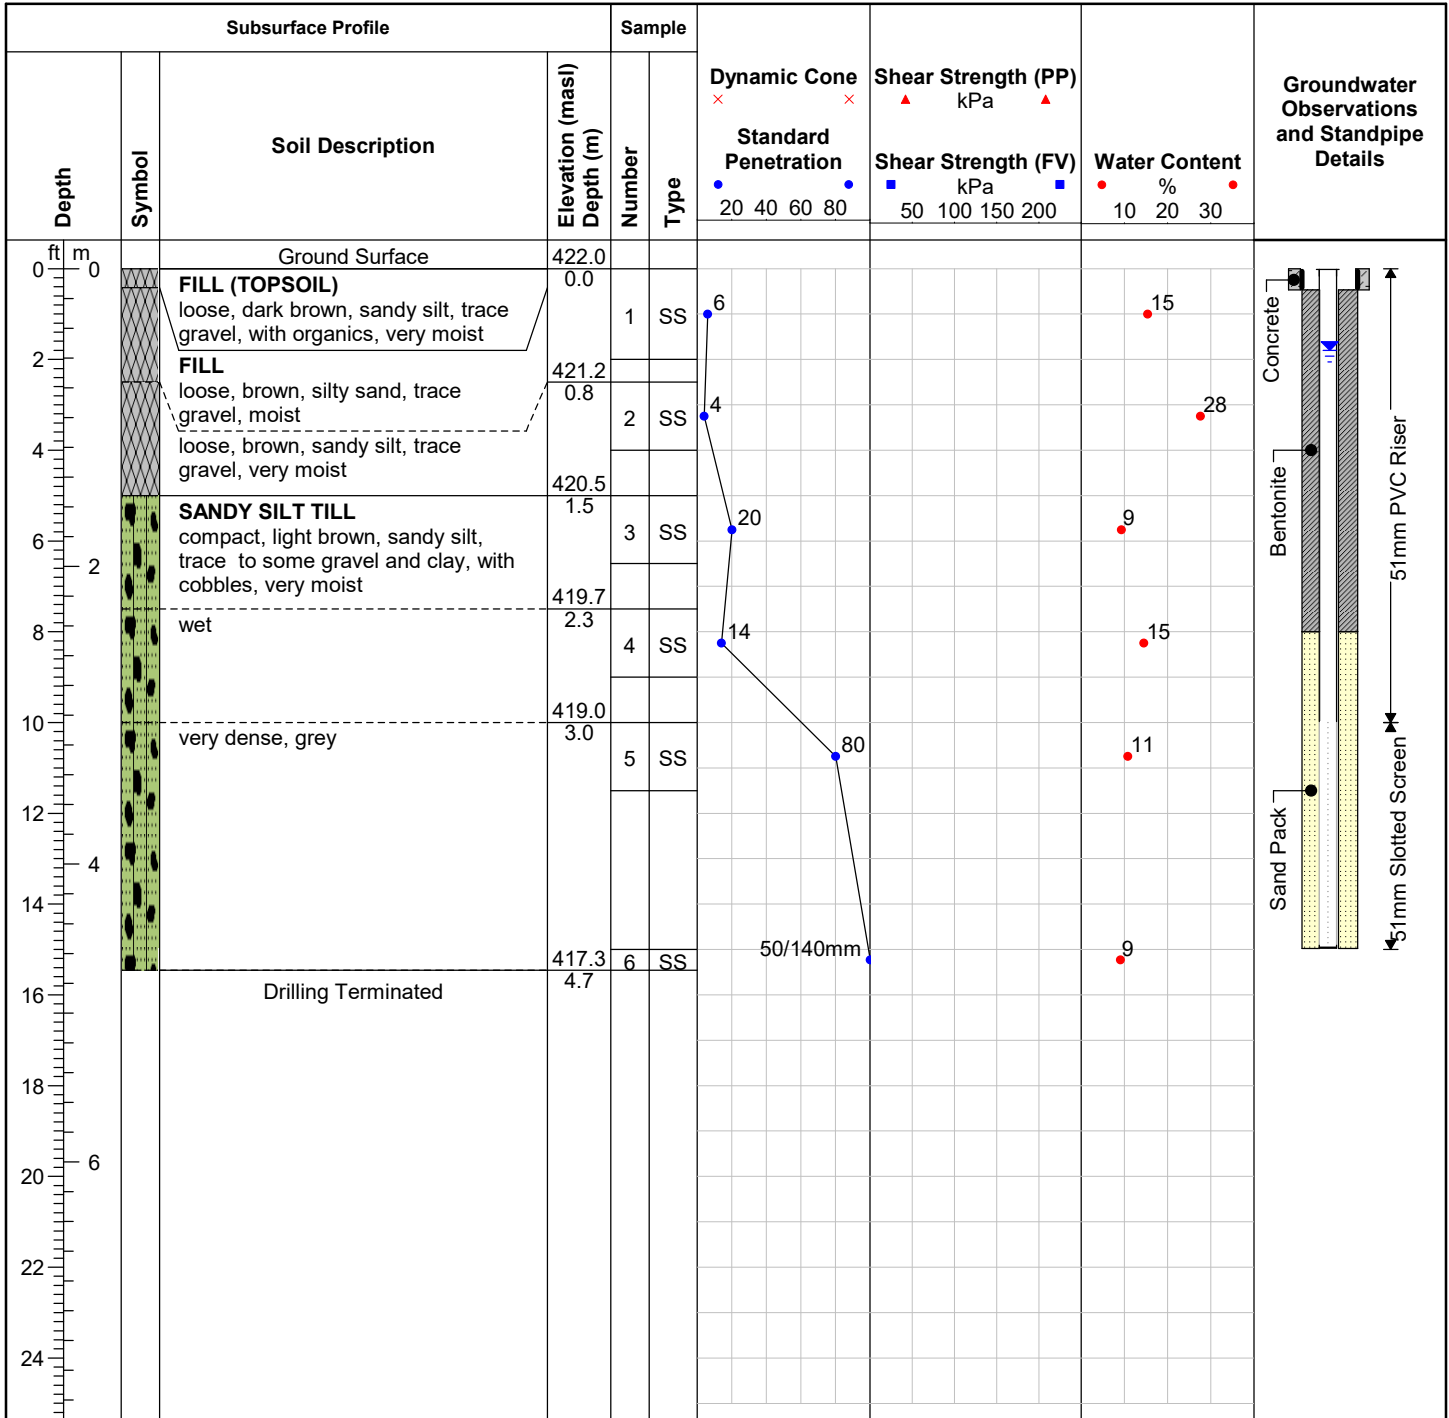 Subsurface Profile
Sample
Depth
Symbol
Soil Description
Elevation (masl)
Depth (m)
Number
Type
Dynamic Cone
Standard
Penetration
20 40 60 80
Shear Strength (PP)
kPa
Shear Strength (FV)
kPa
50 100 150 200
Water Content
%
10 20 30
Groundwater
Observations
and Standpipe
Details
ft m
Ground Surface 422.0
0 0
0.0
FILL (TOPSOIL)
loose, dark brown, sandy silt, trace
gravel, with organics, very moist
1 SS 6 15
2
FILL
421.2
0.8
loose, brown, silty sand, trace
gravel, moist
2 SS 4 28
4
loose, brown, sandy silt, trace
gravel, very moist
420.5
1.5
SANDY SILT TILL
compact, light brown, sandy silt,
trace to some gravel and clay, with
cobbles, very moist
3 SS 20 9
6
2
419.7
2.3
wet
8
4 SS 14 15
419.0
10
3.0
very dense, grey
5 SS 80 11
12
4
14
50/140mm 9
417.3 6 SS
4.7
16
Drilling Terminated
18
6
20
22
24
Concrete
Bentonite
Sand Pack
51mm PVC Riser
51mm Slotted Screen